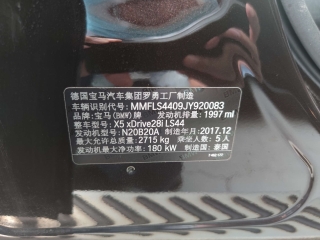 德国宝马汽车集团罗勇工厂制造
车辆识别代号: MMFLS4409JY920083
品牌: 宝马(BMW)牌 发动机排量: 1997 ml
整车型号: X5 xDrive28i LS44
发动机型号: N20B20A 制造年月: 2017.12
最大允许总质量: 2715 kg 乘坐人数: 5人
发动机最大净功率: 180 kW 制造国: 泰国